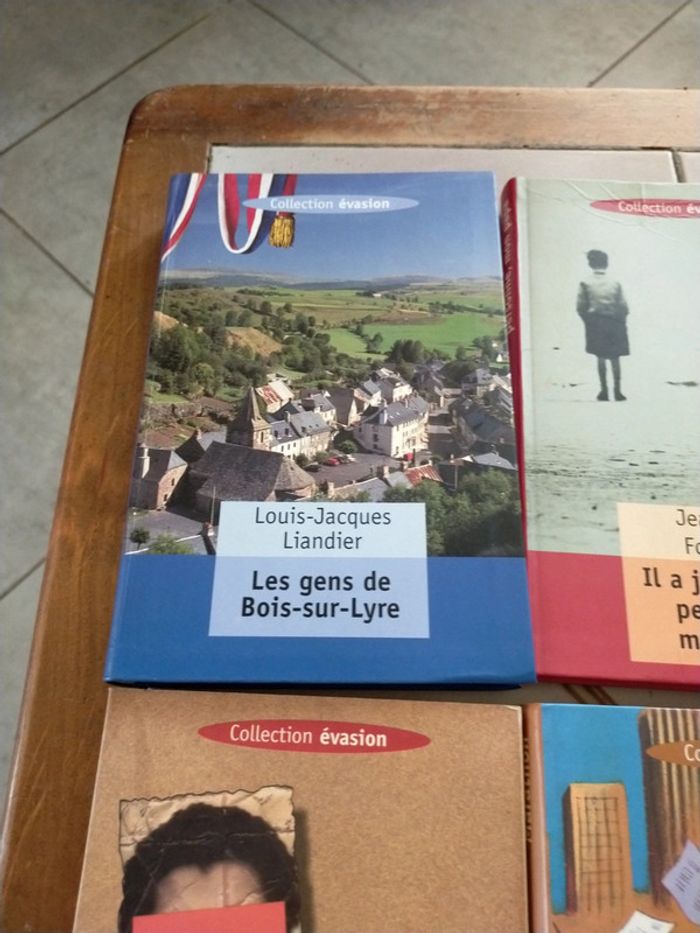 Collection évasion
Louis-Jacques
Liandier
Les gens de
Bois-sur-Lyre
Collection év
Je
Fo
Il a j
pe
m
Collection évasion
Co